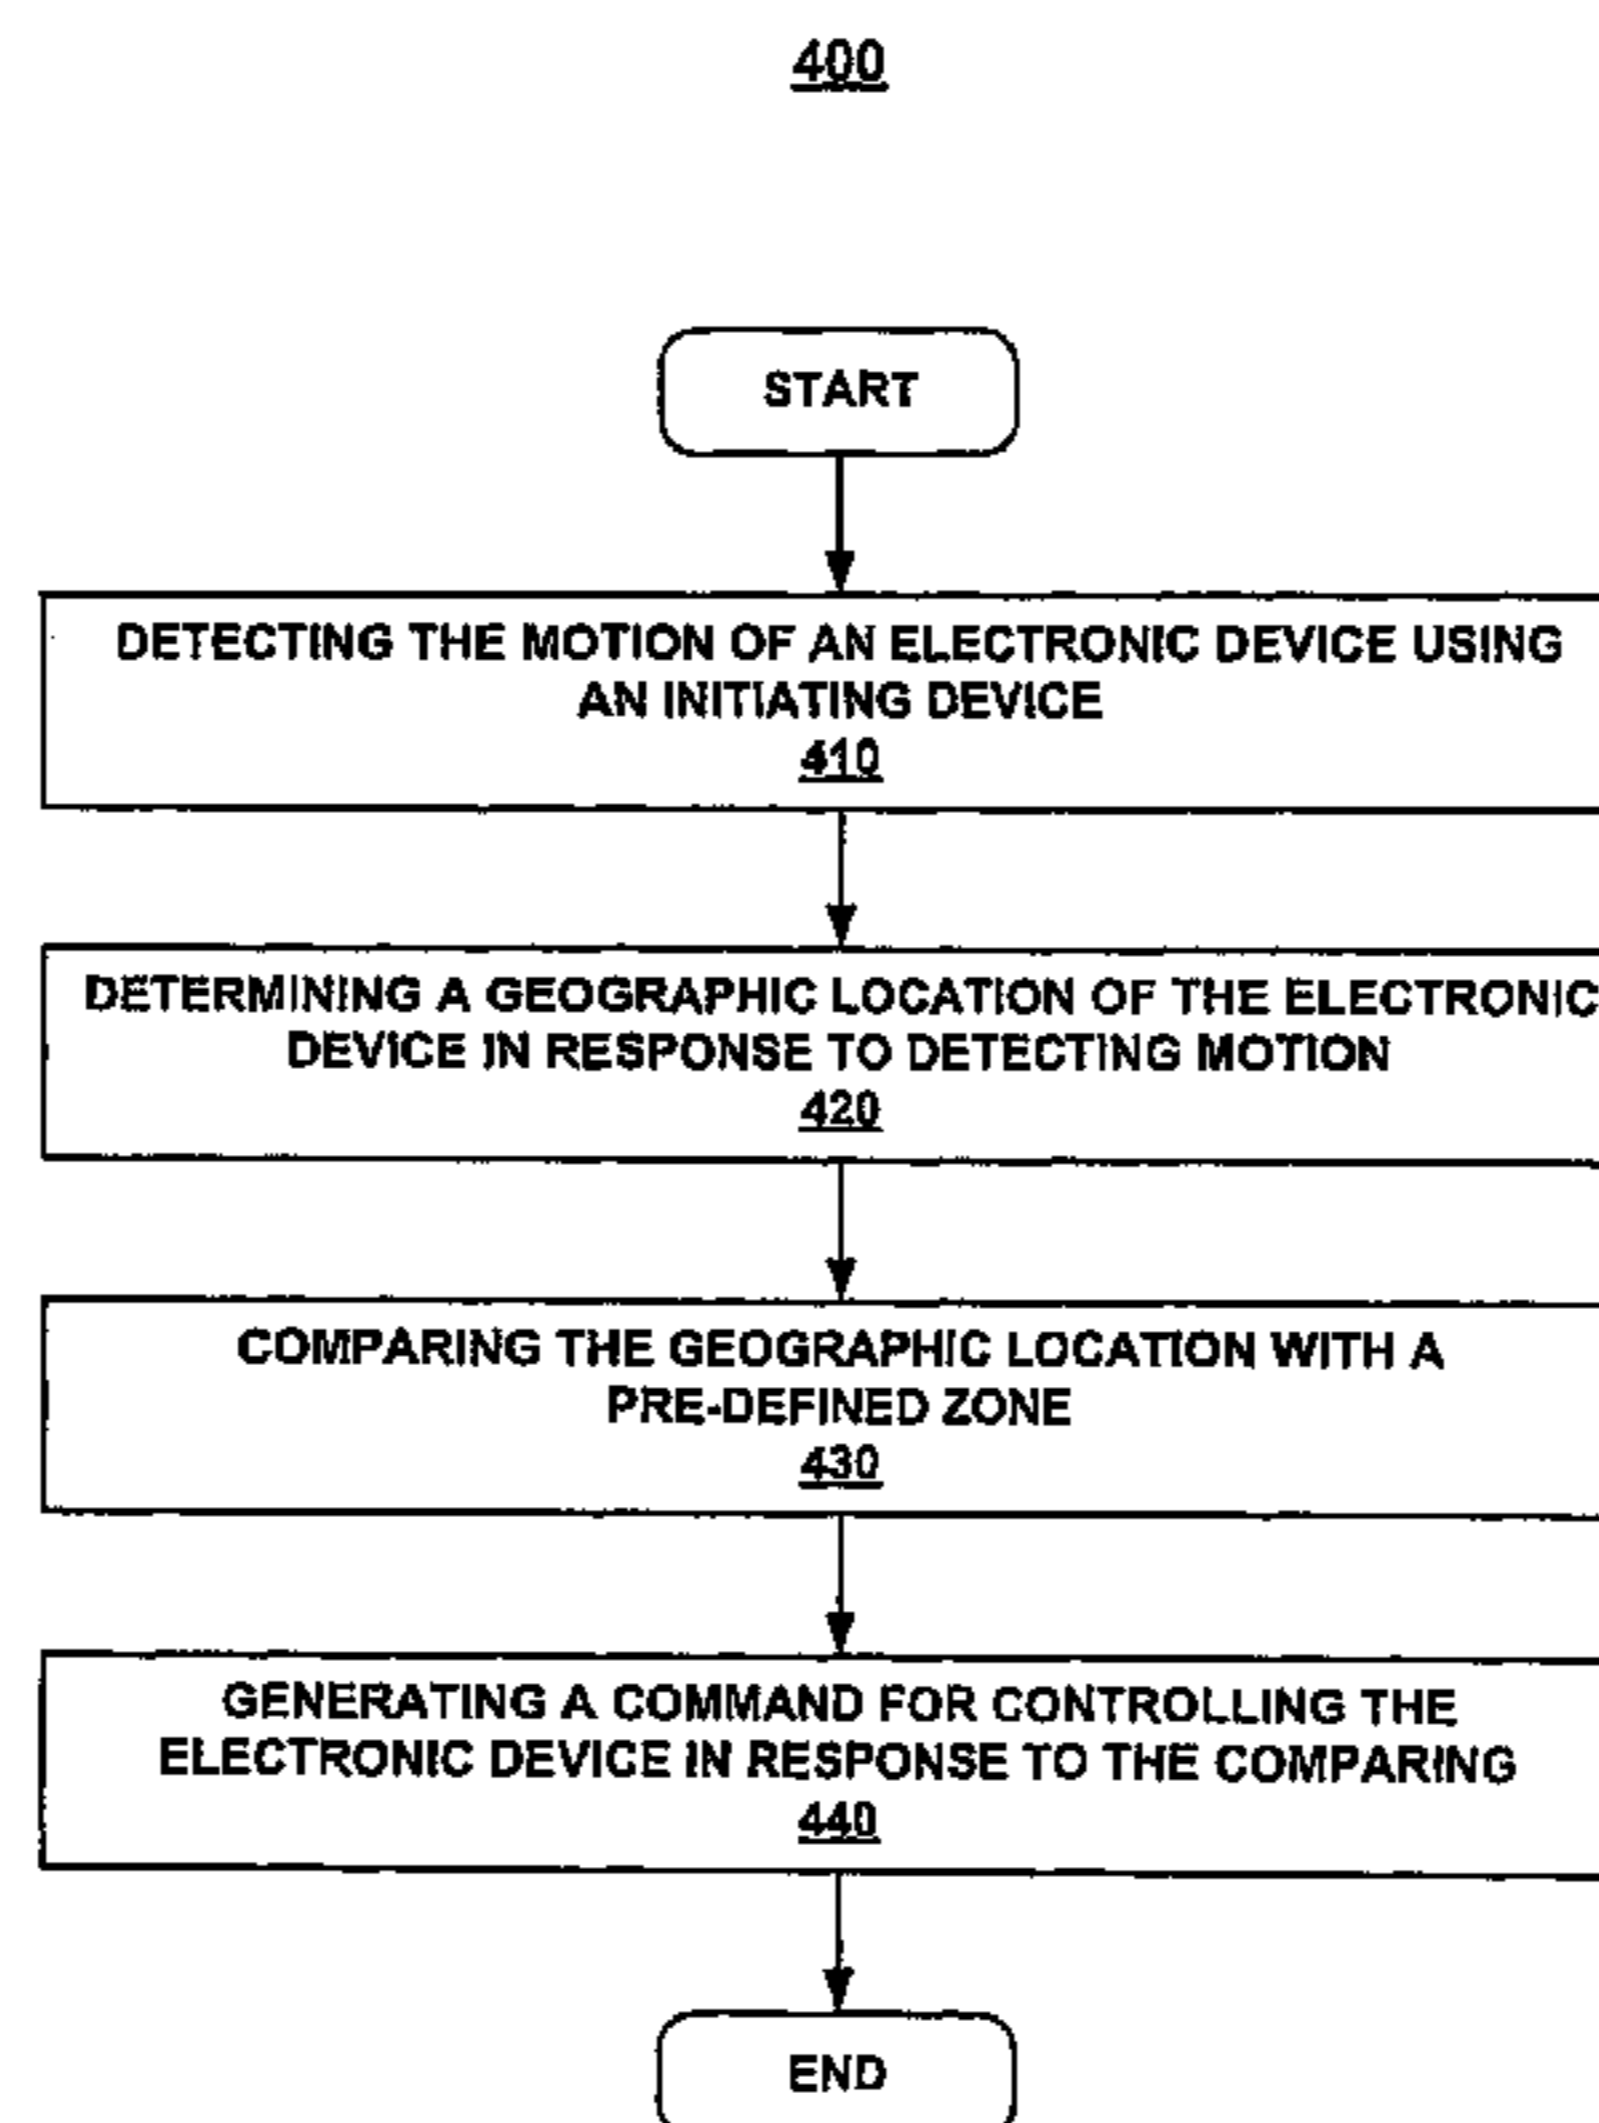 400
START
DETECTING THE MOTION OF AN ELECTRONIC DEVICE USING
AN INITIATING DEVICE
410
DETERMINING A GEOGRAPHIC LOCATION OF THE ELECTRONIC
DEVICE IN RESPONSE TO DETECTING MOTION
420
COMPARING THE GEOGRAPHIC LOCATION WITH A
PRE-DEFINED ZONE
430
GENERATING A COMMAND FOR CONTROLLING THE
ELECTRONIC DEVICE IN RESPONSE TO THE COMPARING
440
END